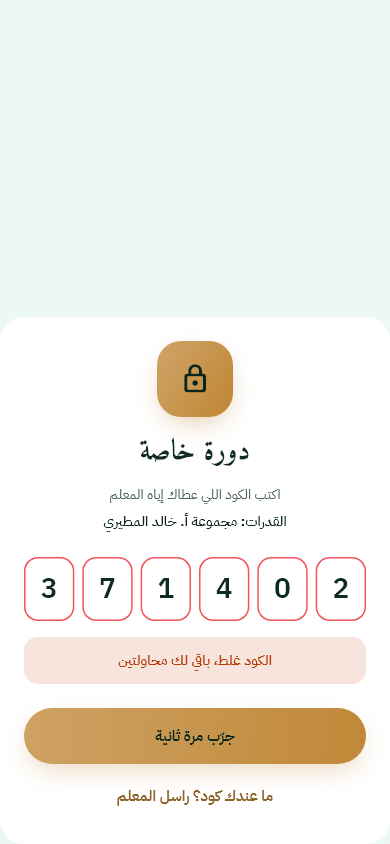 دورة خاصة
اكتب الكود اللي عطاك إياه المعلم
القدرات: مجموعة أ. خالد المطيري
3 7 1 4 0 2
الكود غلط، باقي لك محاولتين
جرّب مرة ثانية
ما عندك كود؟ راسل المعلم